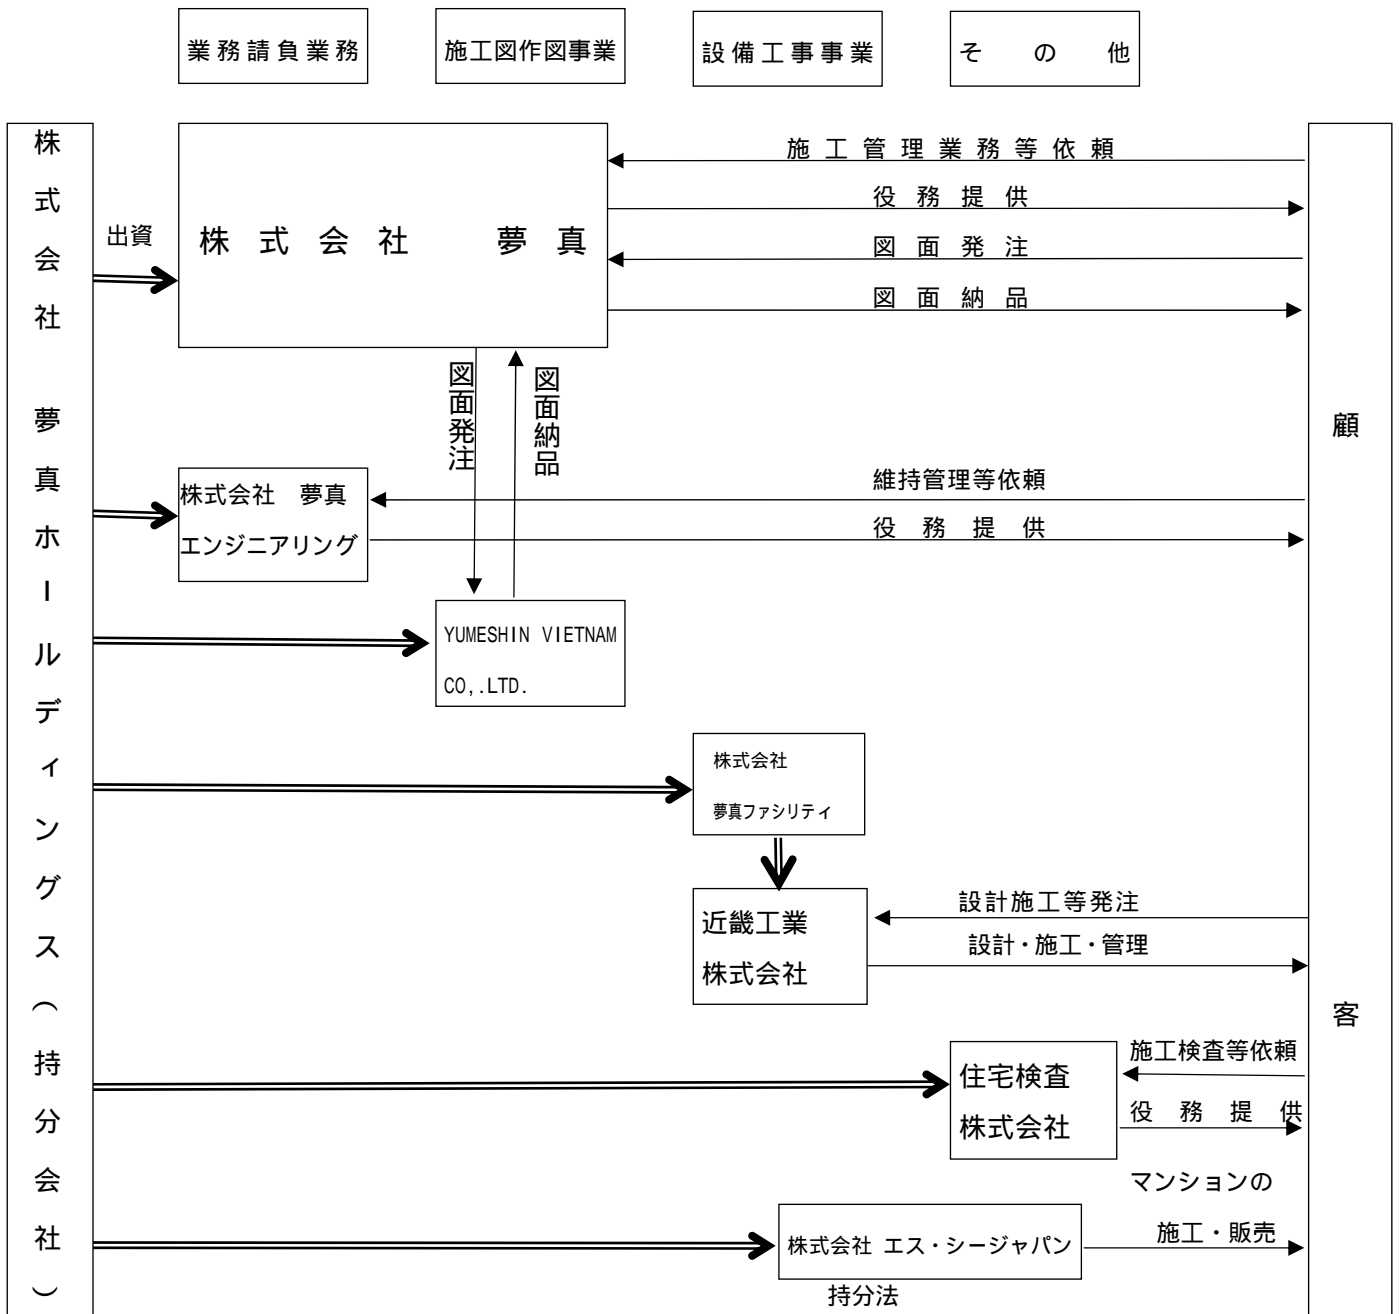 業務請負業務
施工図作図事業
設備工事事業
その他
株式会社 夢真ホールディングス（持分会社）
出資
株式会社 夢真
施工管理業務等依頼
役務提供
図面発注
図面納品
図面発注
図面納品
顧客
株式会社 夢真
エンジニアリング
維持管理等依頼
役務提供
YUMESHIN VIETNAM
CO,.LTD.
株式会社
夢真ファシリティ
近畿工業
株式会社
設計施工等発注
設計・施工・管理
住宅検査
株式会社
施工検査等依頼
役務提供
マンションの
施工・販売
株式会社 エス・シージャパン
持分法